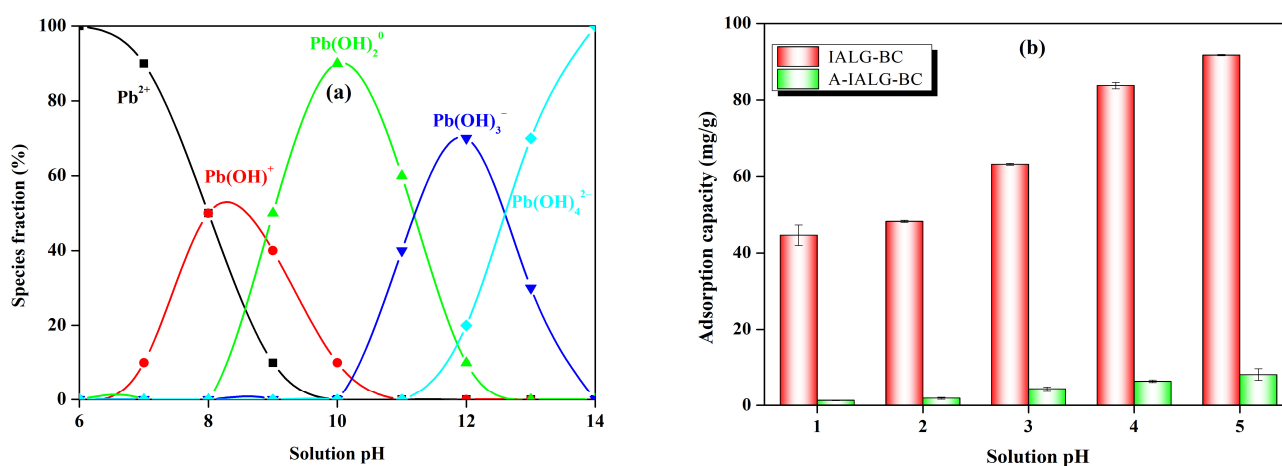 100
80
60
40
20
0
6
8
10
12
14
Species fraction (%)
Solution pH
Pb²⁺
Pb(OH)⁺
Pb(OH)₂⁰
(a)
Pb(OH)₃⁻
Pb(OH)₄²⁻
100
80
60
40
20
0
1
2
3
4
5
Adsorption capacity (mg/g)
Solution pH
(b)
IALG-BC
A-IALG-BC